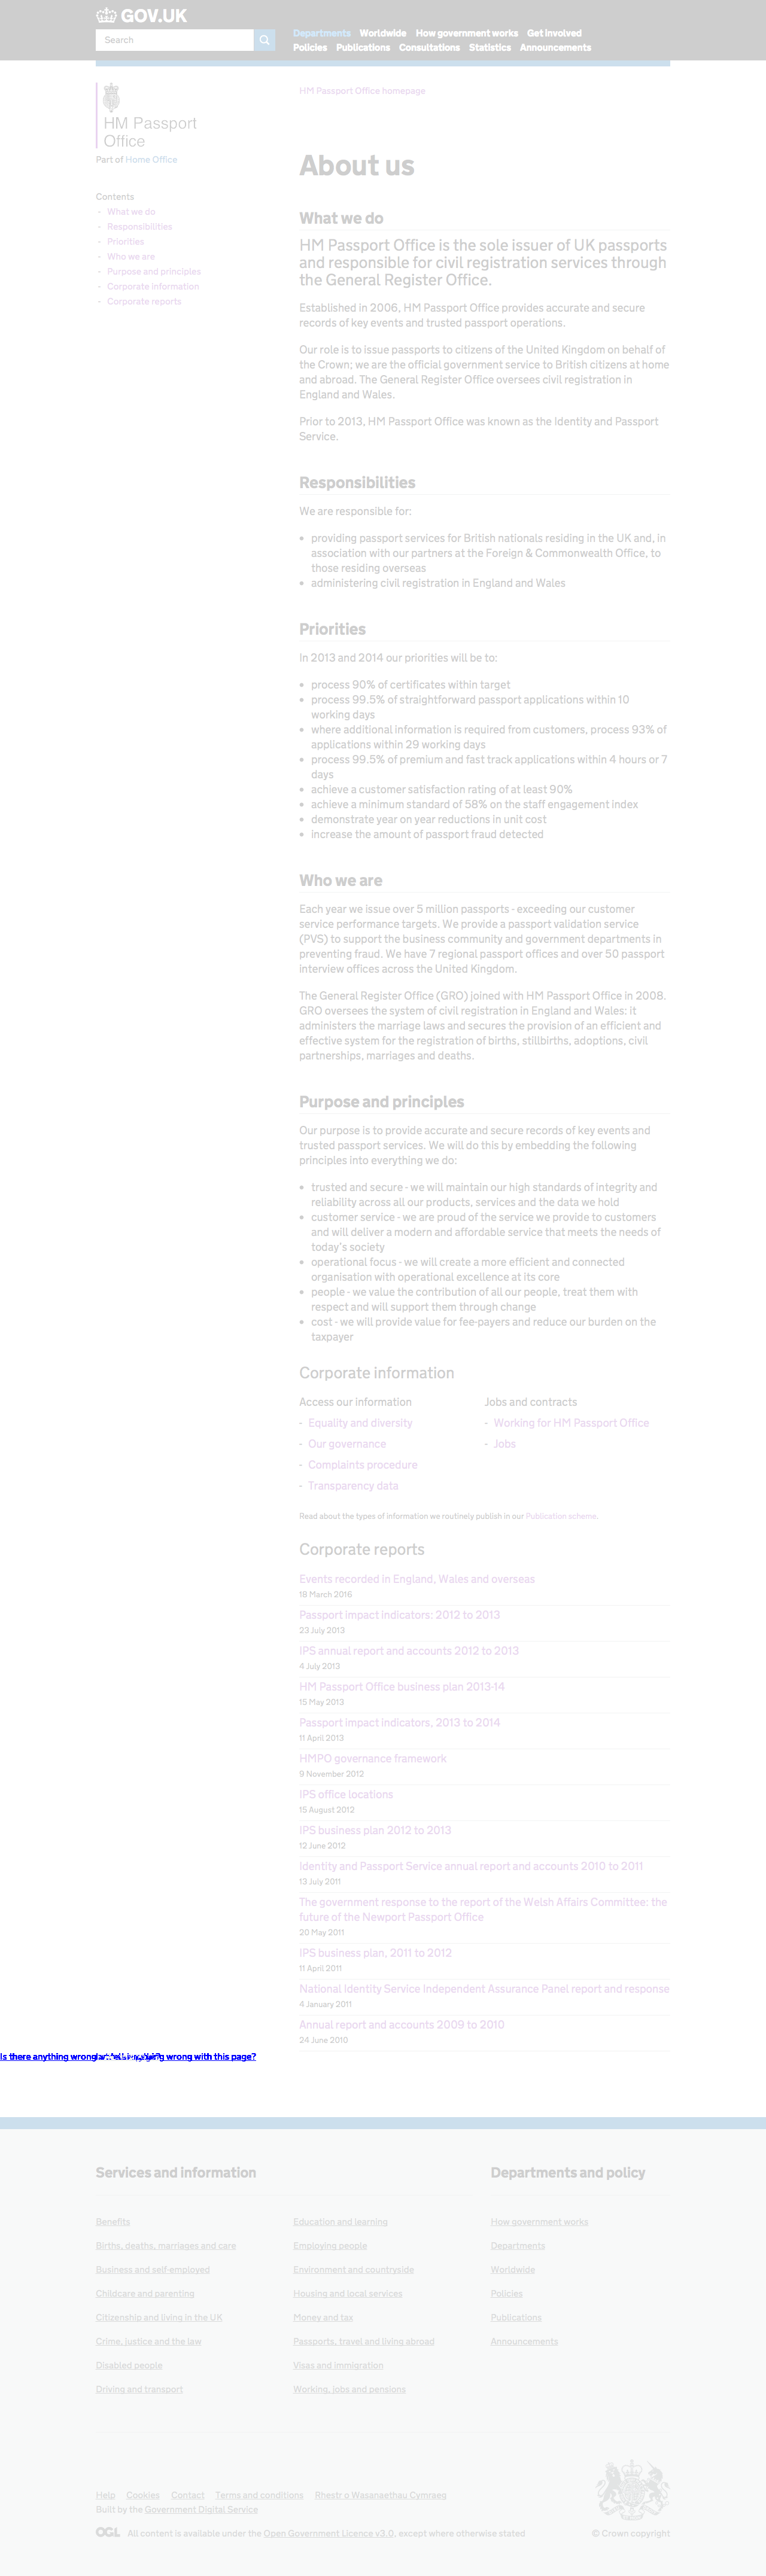 GOV.UK
Search
Departments Worldwide How government works Get involved
Policies Publications Consultations Statistics Announcements
HM Passport
Office
Part of Home Office
HM Passport Office homepage
About us
Contents
What we do
Responsibilities
Priorities
Who we are
Purpose and principles
Corporate information
Corporate reports
What we do
HM Passport Office is the sole issuer of UK passports
and responsible for civil registration services through
the General Register Office.
Established in 2006, HM Passport Office provides accurate and secure
records of key events and trusted passport operations.
Our role is to issue passports to citizens of the United Kingdom on behalf of
the Crown; we are the official government service to British citizens at home
and abroad. The General Register Office oversees civil registration in
England and Wales.
Prior to 2013, HM Passport Office was known as the Identity and Passport
Service.
Responsibilities
We are responsible for:
• providing passport services for British nationals residing in the UK and, in
association with our partners at the Foreign & Commonwealth Office, to
those residing overseas
• administering civil registration in England and Wales
Priorities
In 2013 and 2014 our priorities will be to:
• process 90% of certificates within target
• process 99.5% of straightforward passport applications within 10
working days
• where additional information is required from customers, process 93% of
applications within 29 working days
• process 99.5% of premium and fast track applications within 4 hours or 7
days
• achieve a customer satisfaction rating of at least 90%
• achieve a minimum standard of 58% on the staff engagement index
• demonstrate year on year reductions in unit cost
• increase the amount of passport fraud detected
Who we are
Each year we issue over 5 million passports - exceeding our customer
service performance targets. We provide a passport validation service
(PVS) to support the business community and government departments in
preventing fraud. We have 7 regional passport offices and over 50 passport
interview offices across the United Kingdom.
The General Register Office (GRO) joined with HM Passport Office in 2008.
GRO oversees the system of civil registration in England and Wales: it
administers the marriage laws and secures the provision of an efficient and
effective system for the registration of births, stillbirths, adoptions, civil
partnerships, marriages and deaths.
Purpose and principles
Our purpose is to provide accurate and secure records of key events and
trusted passport services. We will do this by embedding the following
principles into everything we do:
• trusted and secure - we will maintain our high standards of integrity and
reliability across all our products, services and the data we hold
• customer service - we are proud of the service we provide to customers
and will deliver a modern and affordable service that meets the needs of
today's society
• operational focus - we will create a more efficient and connected
organisation with operational excellence at its core
• people - we value the contribution of all our people, treat them with
respect and will support them through change
• cost - we will provide value for fee-payers and reduce our burden on the
taxpayer
Corporate information
Access our information
- Equality and diversity
- Our governance
- Complaints procedure
- Transparency data
Jobs and contracts
- Working for HM Passport Office
- Jobs
Read about the types of information we routinely publish in our Publication scheme.
Corporate reports
Events recorded in England, Wales and overseas
18 March 2016
Passport impact indicators: 2012 to 2013
23 July 2013
IPS annual report and accounts 2012 to 2013
4 July 2013
HM Passport Office business plan 2013-14
15 May 2013
Passport impact indicators, 2013 to 2014
11 April 2013
HMPO governance framework
9 November 2012
IPS office locations
15 August 2012
IPS business plan 2012 to 2013
12 June 2012
Identity and Passport Service annual report and accounts 2010 to 2011
13 July 2011
The government response to the report of the Welsh Affairs Committee: the
future of the Newport Passport Office
20 May 2011
IPS business plan, 2011 to 2012
11 April 2011
National Identity Service Independent Assurance Panel report and response
4 January 2011
Annual report and accounts 2009 to 2010
24 June 2010
Is there anything wrong with this page?
Services and information
Benefits
Births, deaths, marriages and care
Business and self-employed
Childcare and parenting
Citizenship and living in the UK
Crime, justice and the law
Disabled people
Driving and transport
Education and learning
Employing people
Environment and countryside
Housing and local services
Money and tax
Passports, travel and living abroad
Visas and immigration
Working, jobs and pensions
Departments and policy
How government works
Departments
Worldwide
Policies
Publications
Announcements
Help Cookies Contact Terms and conditions Rhestr o Wasanaethau Cymraeg
Built by the Government Digital Service
OGL All content is available under the Open Government Licence v3.0, except where otherwise stated
© Crown copyright